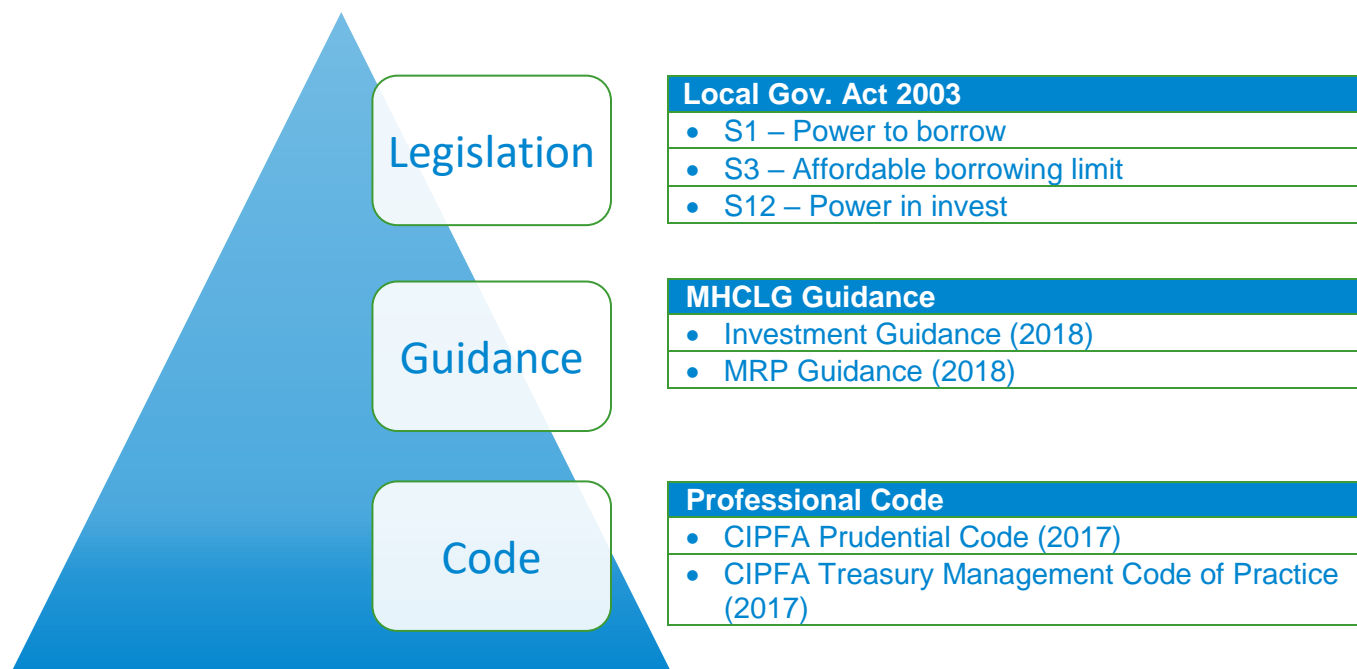 Legislation
Local Gov. Act 2003
• S1 – Power to borrow
• S3 – Affordable borrowing limit
• S12 – Power in invest
Guidance
MHCLG Guidance
• Investment Guidance (2018)
• MRP Guidance (2018)
Code
Professional Code
• CIPFA Prudential Code (2017)
• CIPFA Treasury Management Code of Practice
(2017)